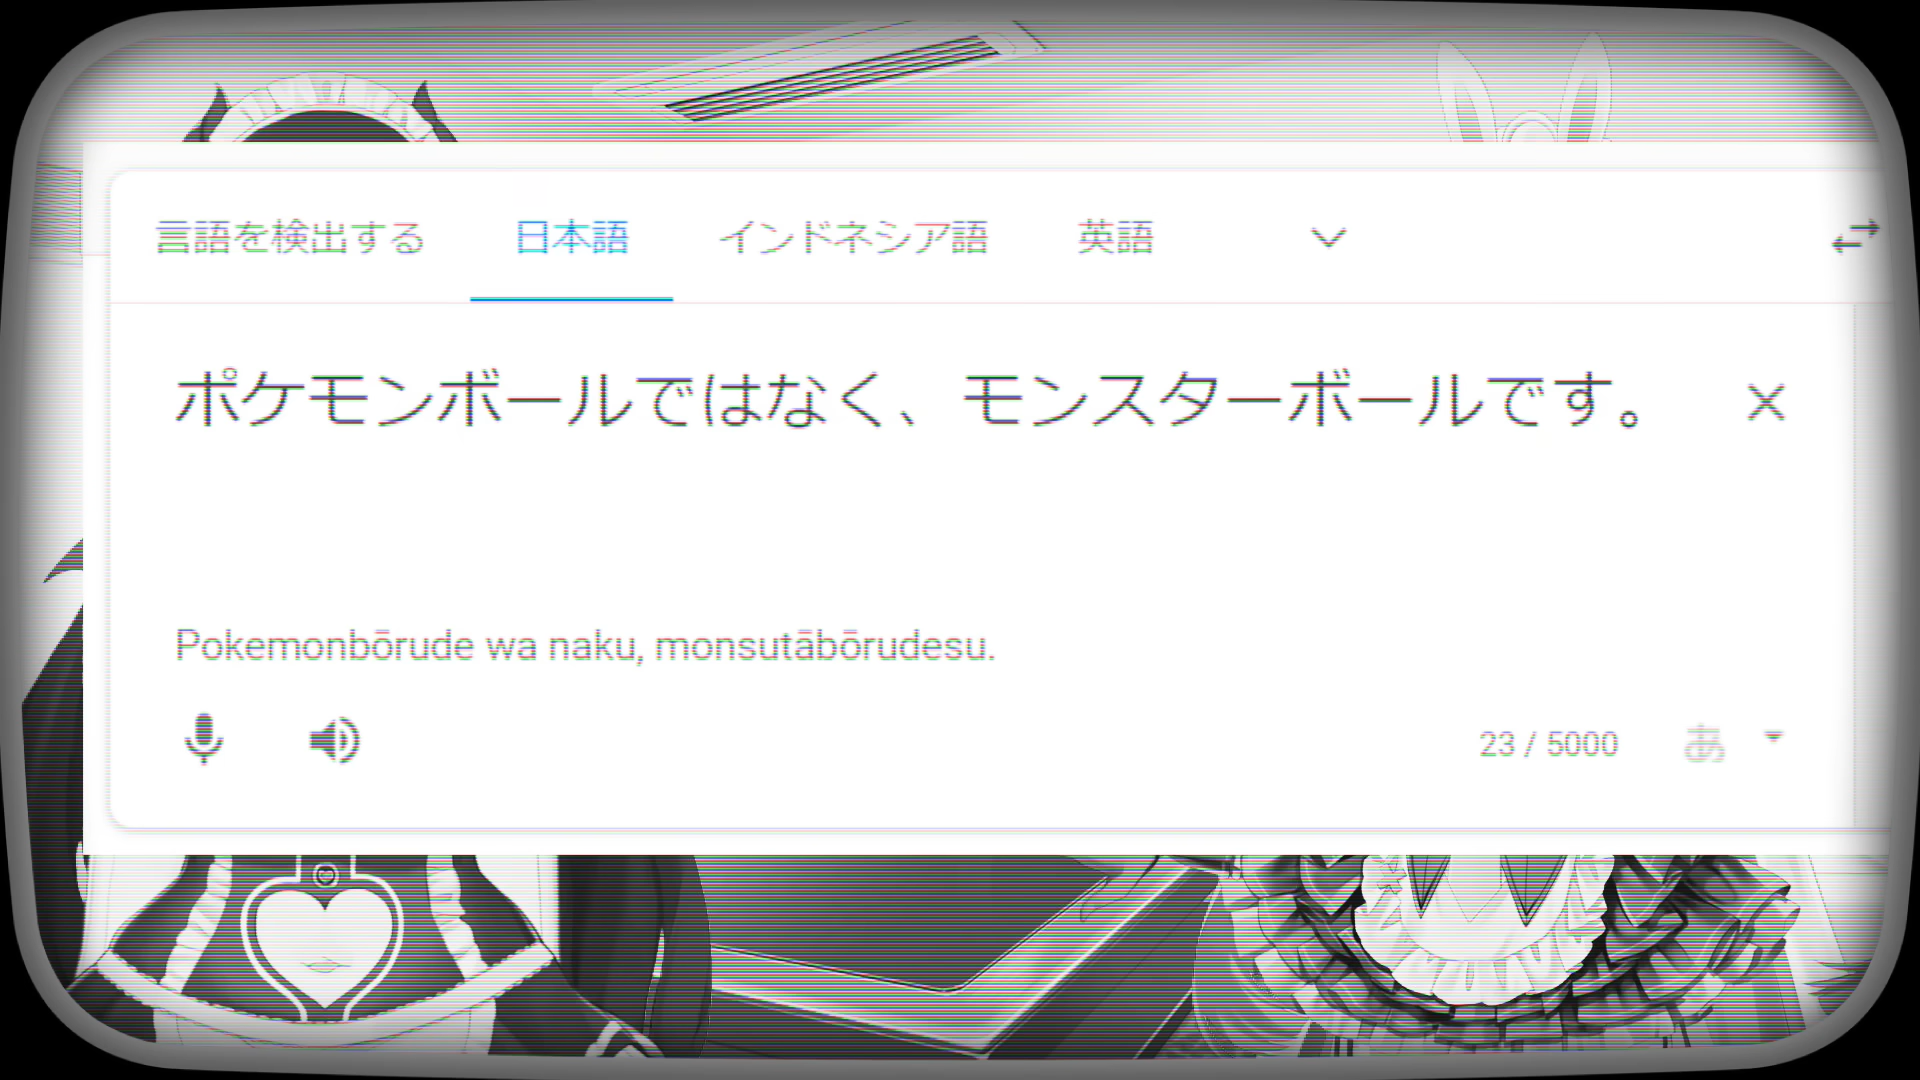 言語を検出する 日本語 インドネシア語 英語
ポケモンボールではなく、モンスターボールです。
Pokemonbōrude wa naku, monsutābōrudesu.
23 / 5000 あ